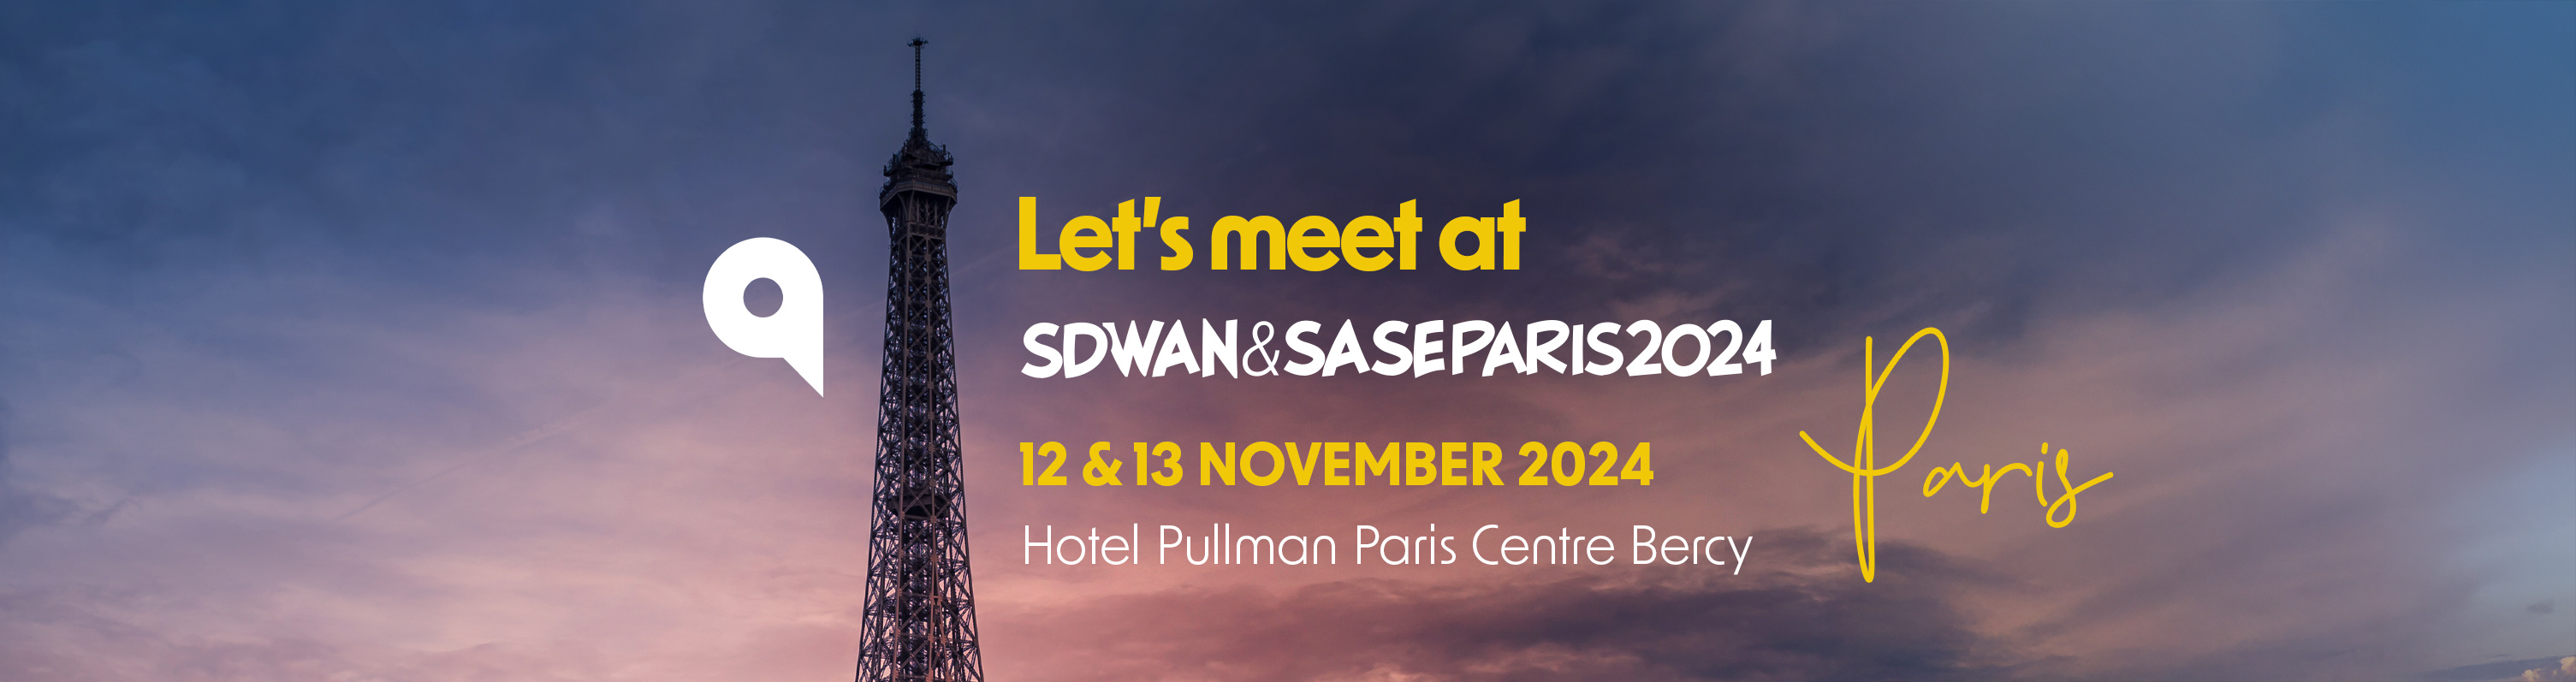 Let's meet at
SDWAN&SASEPARIS2024
12 & 13 NOVEMBER 2024
Hotel Pullman Paris Centre Bercy
Paris